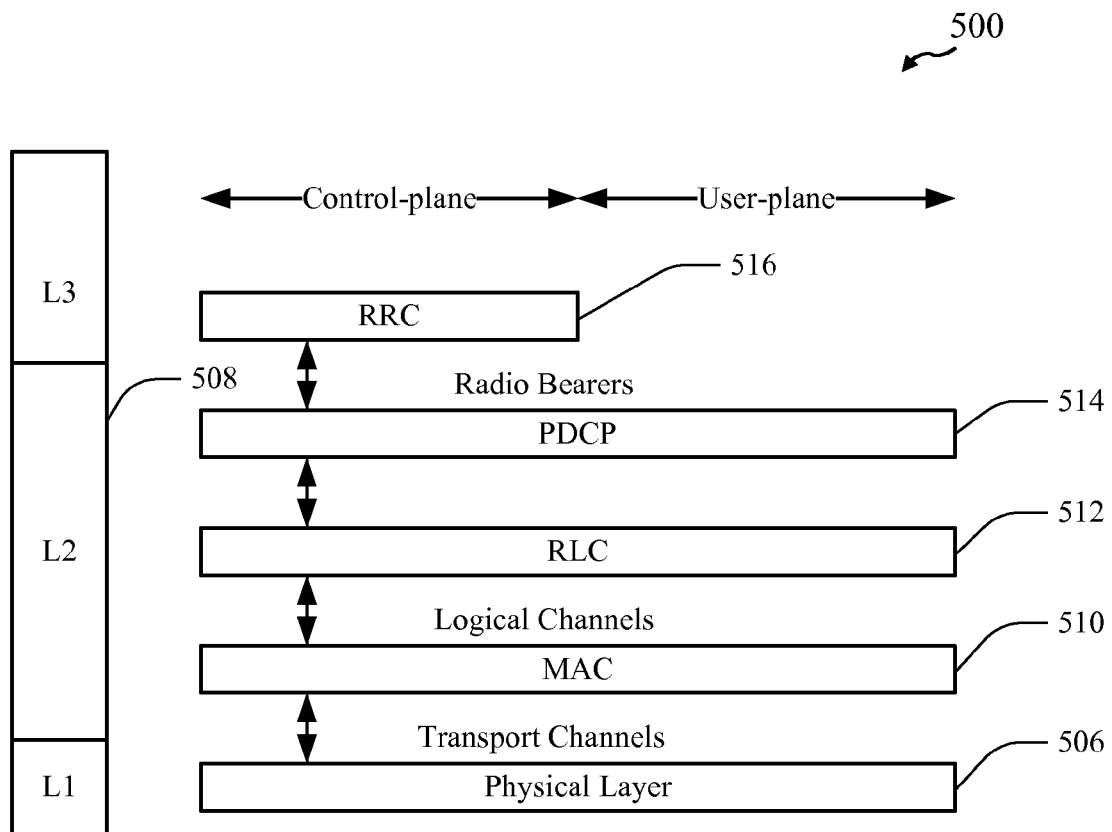 500
Control-plane
User-plane
516
L3
RRC
508
Radio Bearers
514
PDCP
512
L2
RLC
Logical Channels
510
MAC
Transport Channels
506
L1
Physical Layer